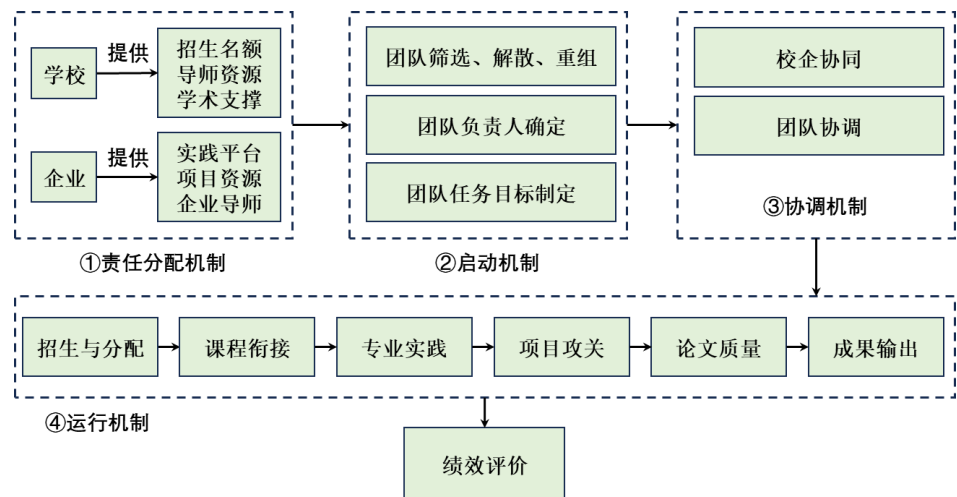 学校
提供
招生名额
导师资源
学术支撑
企业
提供
实践平台
项目资源
企业导师
①责任分配机制
团队筛选、解散、重组
团队负责人确定
团队任务目标制定
②启动机制
校企协同
团队协调
③协调机制
招生与分配
课程衔接
专业实践
项目攻关
论文质量
成果输出
④运行机制
绩效评价